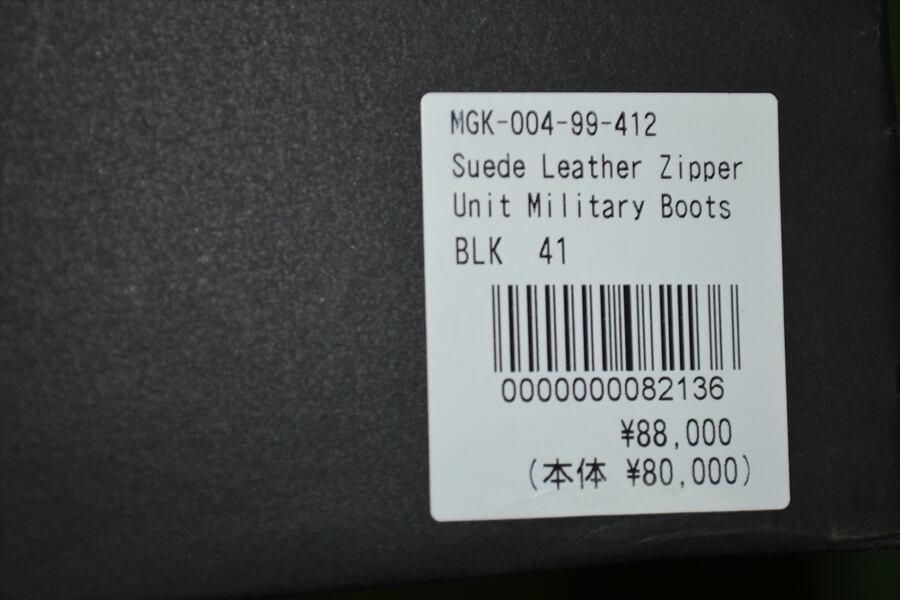 MGK-004-99-412
Suede Leather Zipper
Unit Military Boots
BLK 41
0000000082136
¥88,000
(本体 ¥80,000)